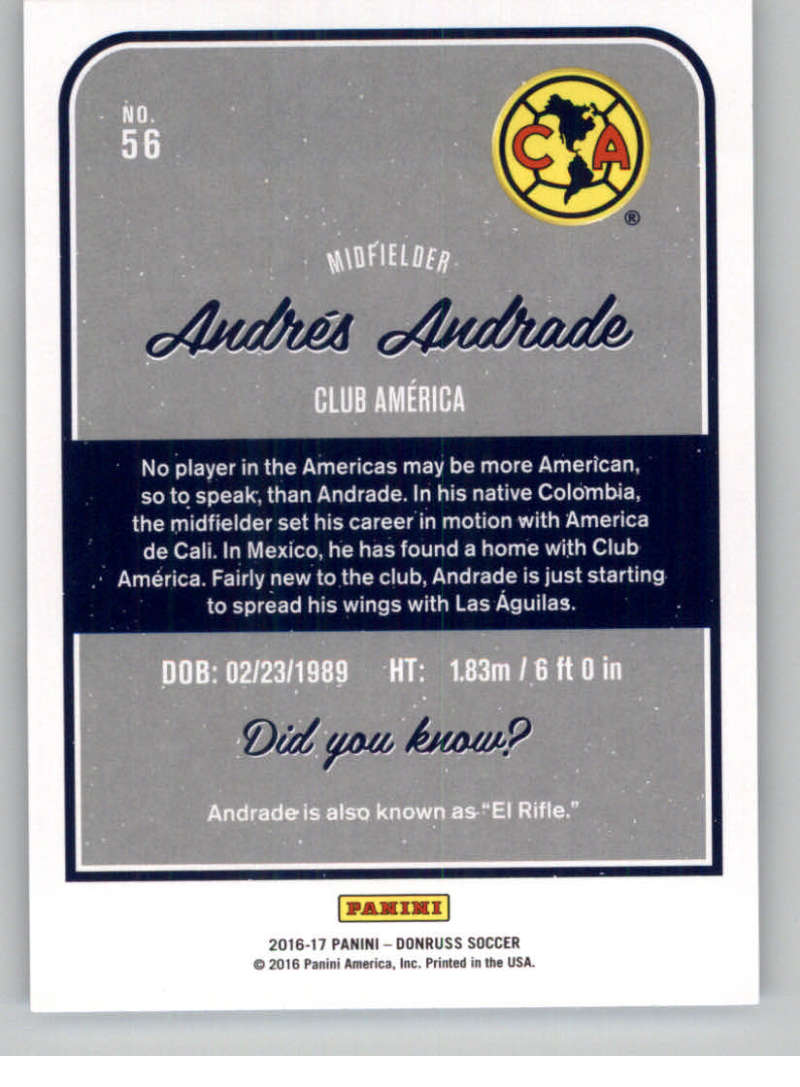 NO.
56
C A
®
MIDFIELDER
Andrés Andrade
CLUB AMÉRICA
No player in the Americas may be more American,
so to speak, than Andrade. In his native Colombia,
the midfielder set his career in motion with America
de Cali. In Mexico, he has found a home with Club
América. Fairly new to the club, Andrade is just starting
to spread his wings with Las Águilas.
DOB: 02/23/1989 HT: 1.83m / 6 ft 0 in
Did you know?
Andrade is also known as “El Rifle.”
PANINI
2016-17 PANINI – DONRUSS SOCCER
© 2016 Panini America, Inc. Printed in the USA.